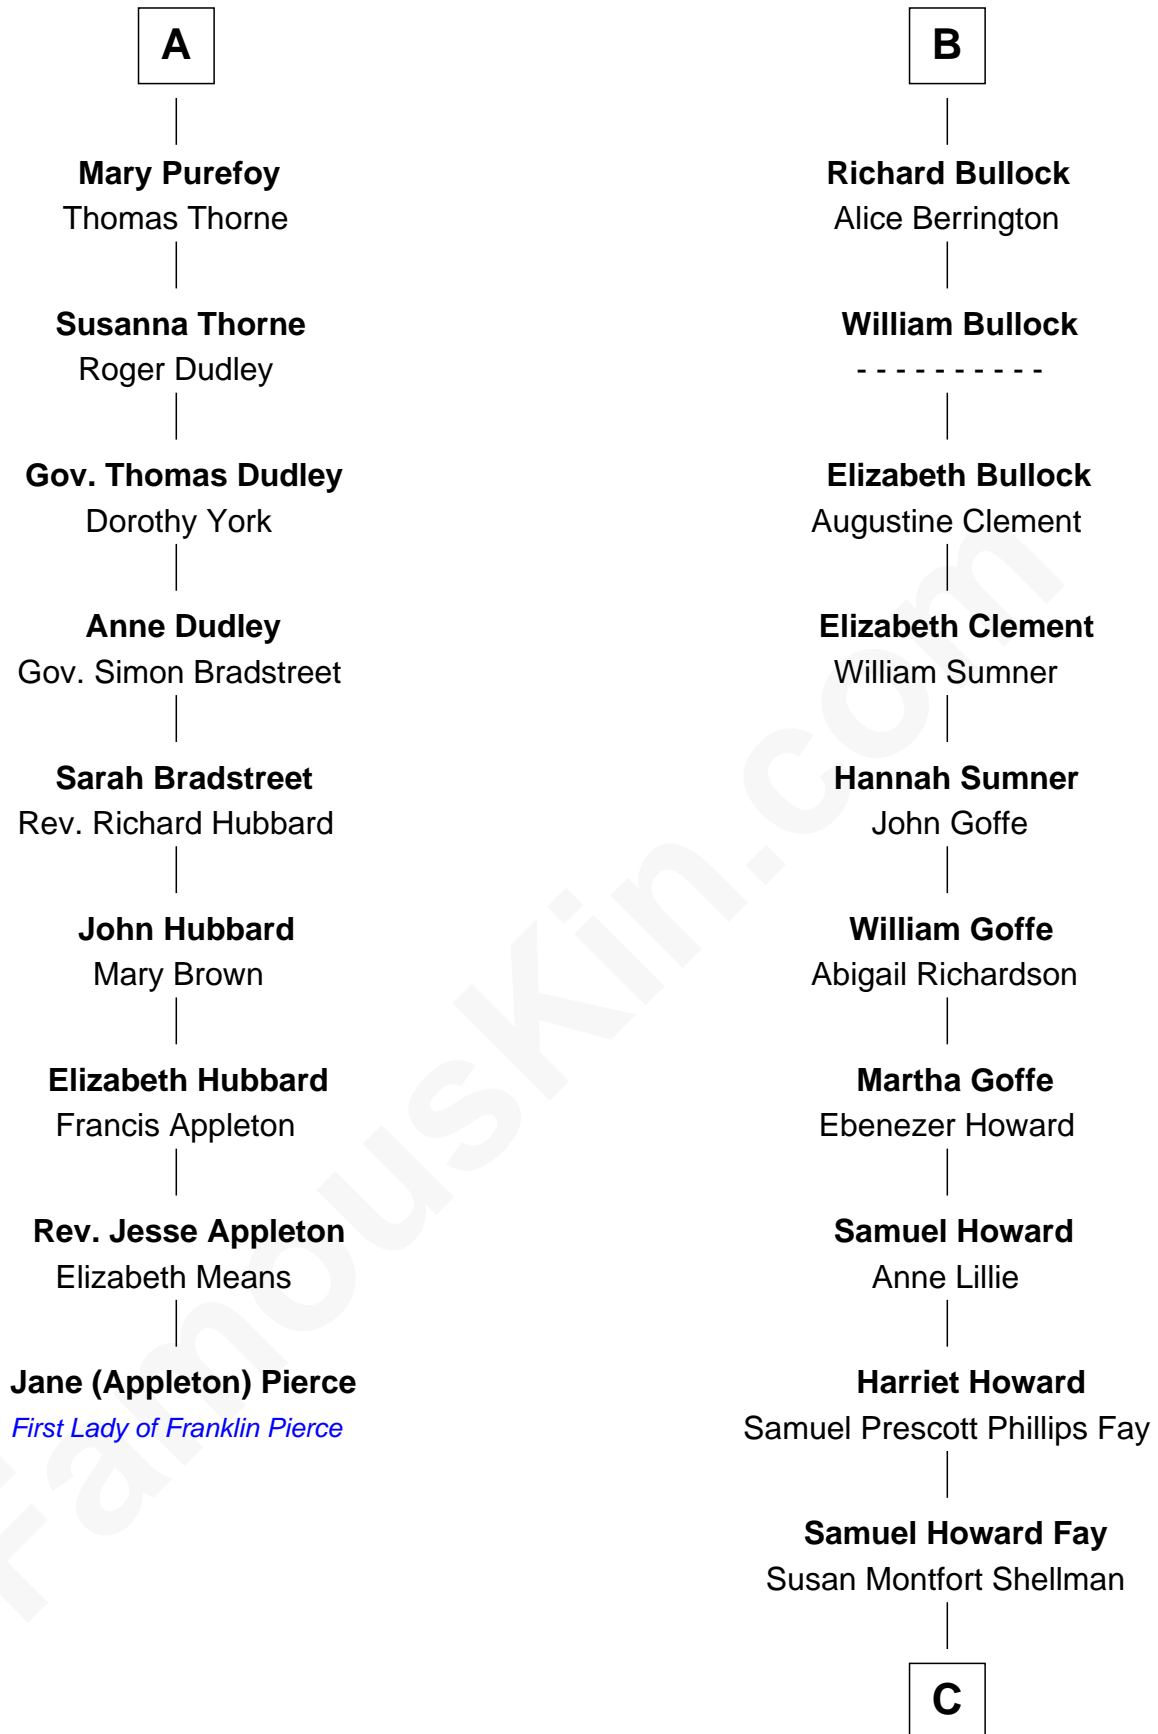 A
Mary Purefoy
Thomas Thorne
Susanna Thorne
Roger Dudley
Gov. Thomas Dudley
Dorothy York
Anne Dudley
Gov. Simon Bradstreet
Sarah Bradstreet
Rev. Richard Hubbard
John Hubbard
Mary Brown
Elizabeth Hubbard
Francis Appleton
Rev. Jesse Appleton
Elizabeth Means
Jane (Appleton) Pierce
First Lady of Franklin Pierce
B
Richard Bullock
Alice Berrington
William Bullock
- - - - - - - - - -
Elizabeth Bullock
Augustine Clement
Elizabeth Clement
William Sumner
Hannah Sumner
John Goffe
William Goffe
Abigail Richardson
Martha Goffe
Ebenezer Howard
Samuel Howard
Anne Lillie
Harriet Howard
Samuel Prescott Phillips Fay
Samuel Howard Fay
Susan Montfort Shellman
C
FamousKin.com